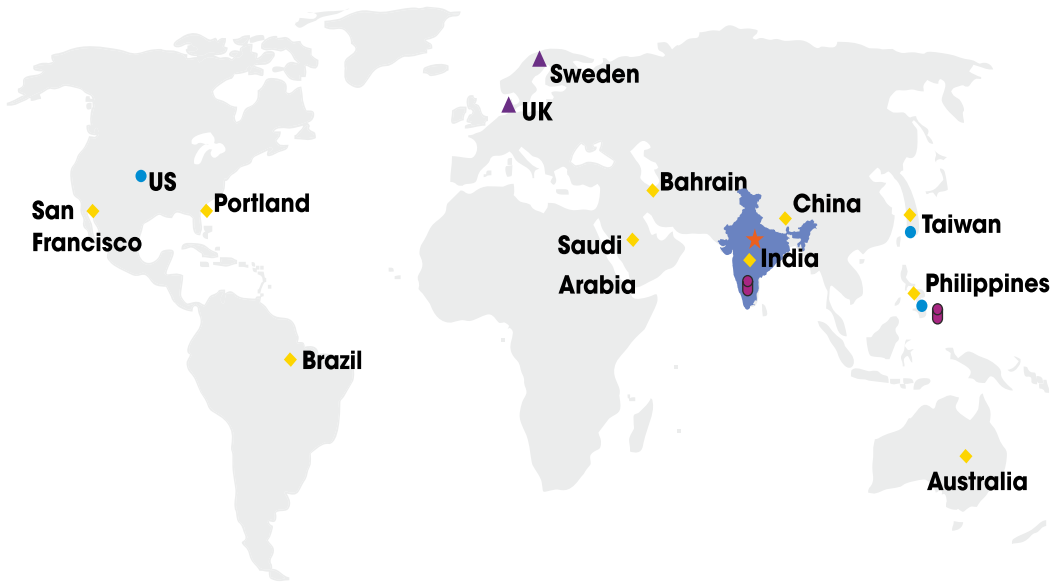 Sweden
UK
US
San
Francisco
Portland
Bahrain
China
Saudi
Arabia
India
Taiwan
Philippines
Brazil
Australia